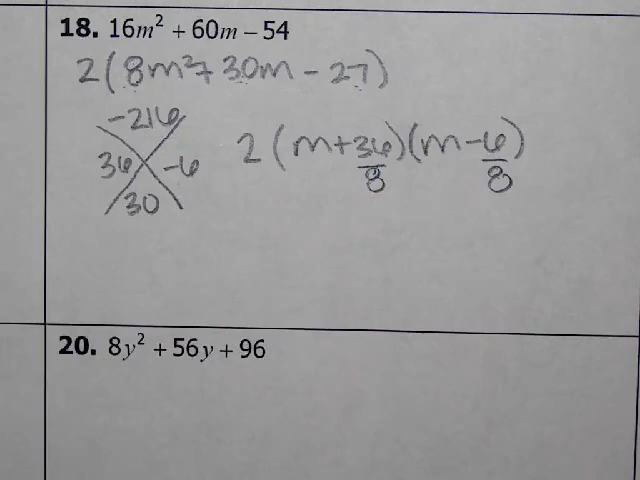 18. 16m² + 60m − 54
2(8m² + 30m − 27)
−216
36 −6
30
2(m + 36/8)(m − 6/8)
20. 8y² + 56y + 96